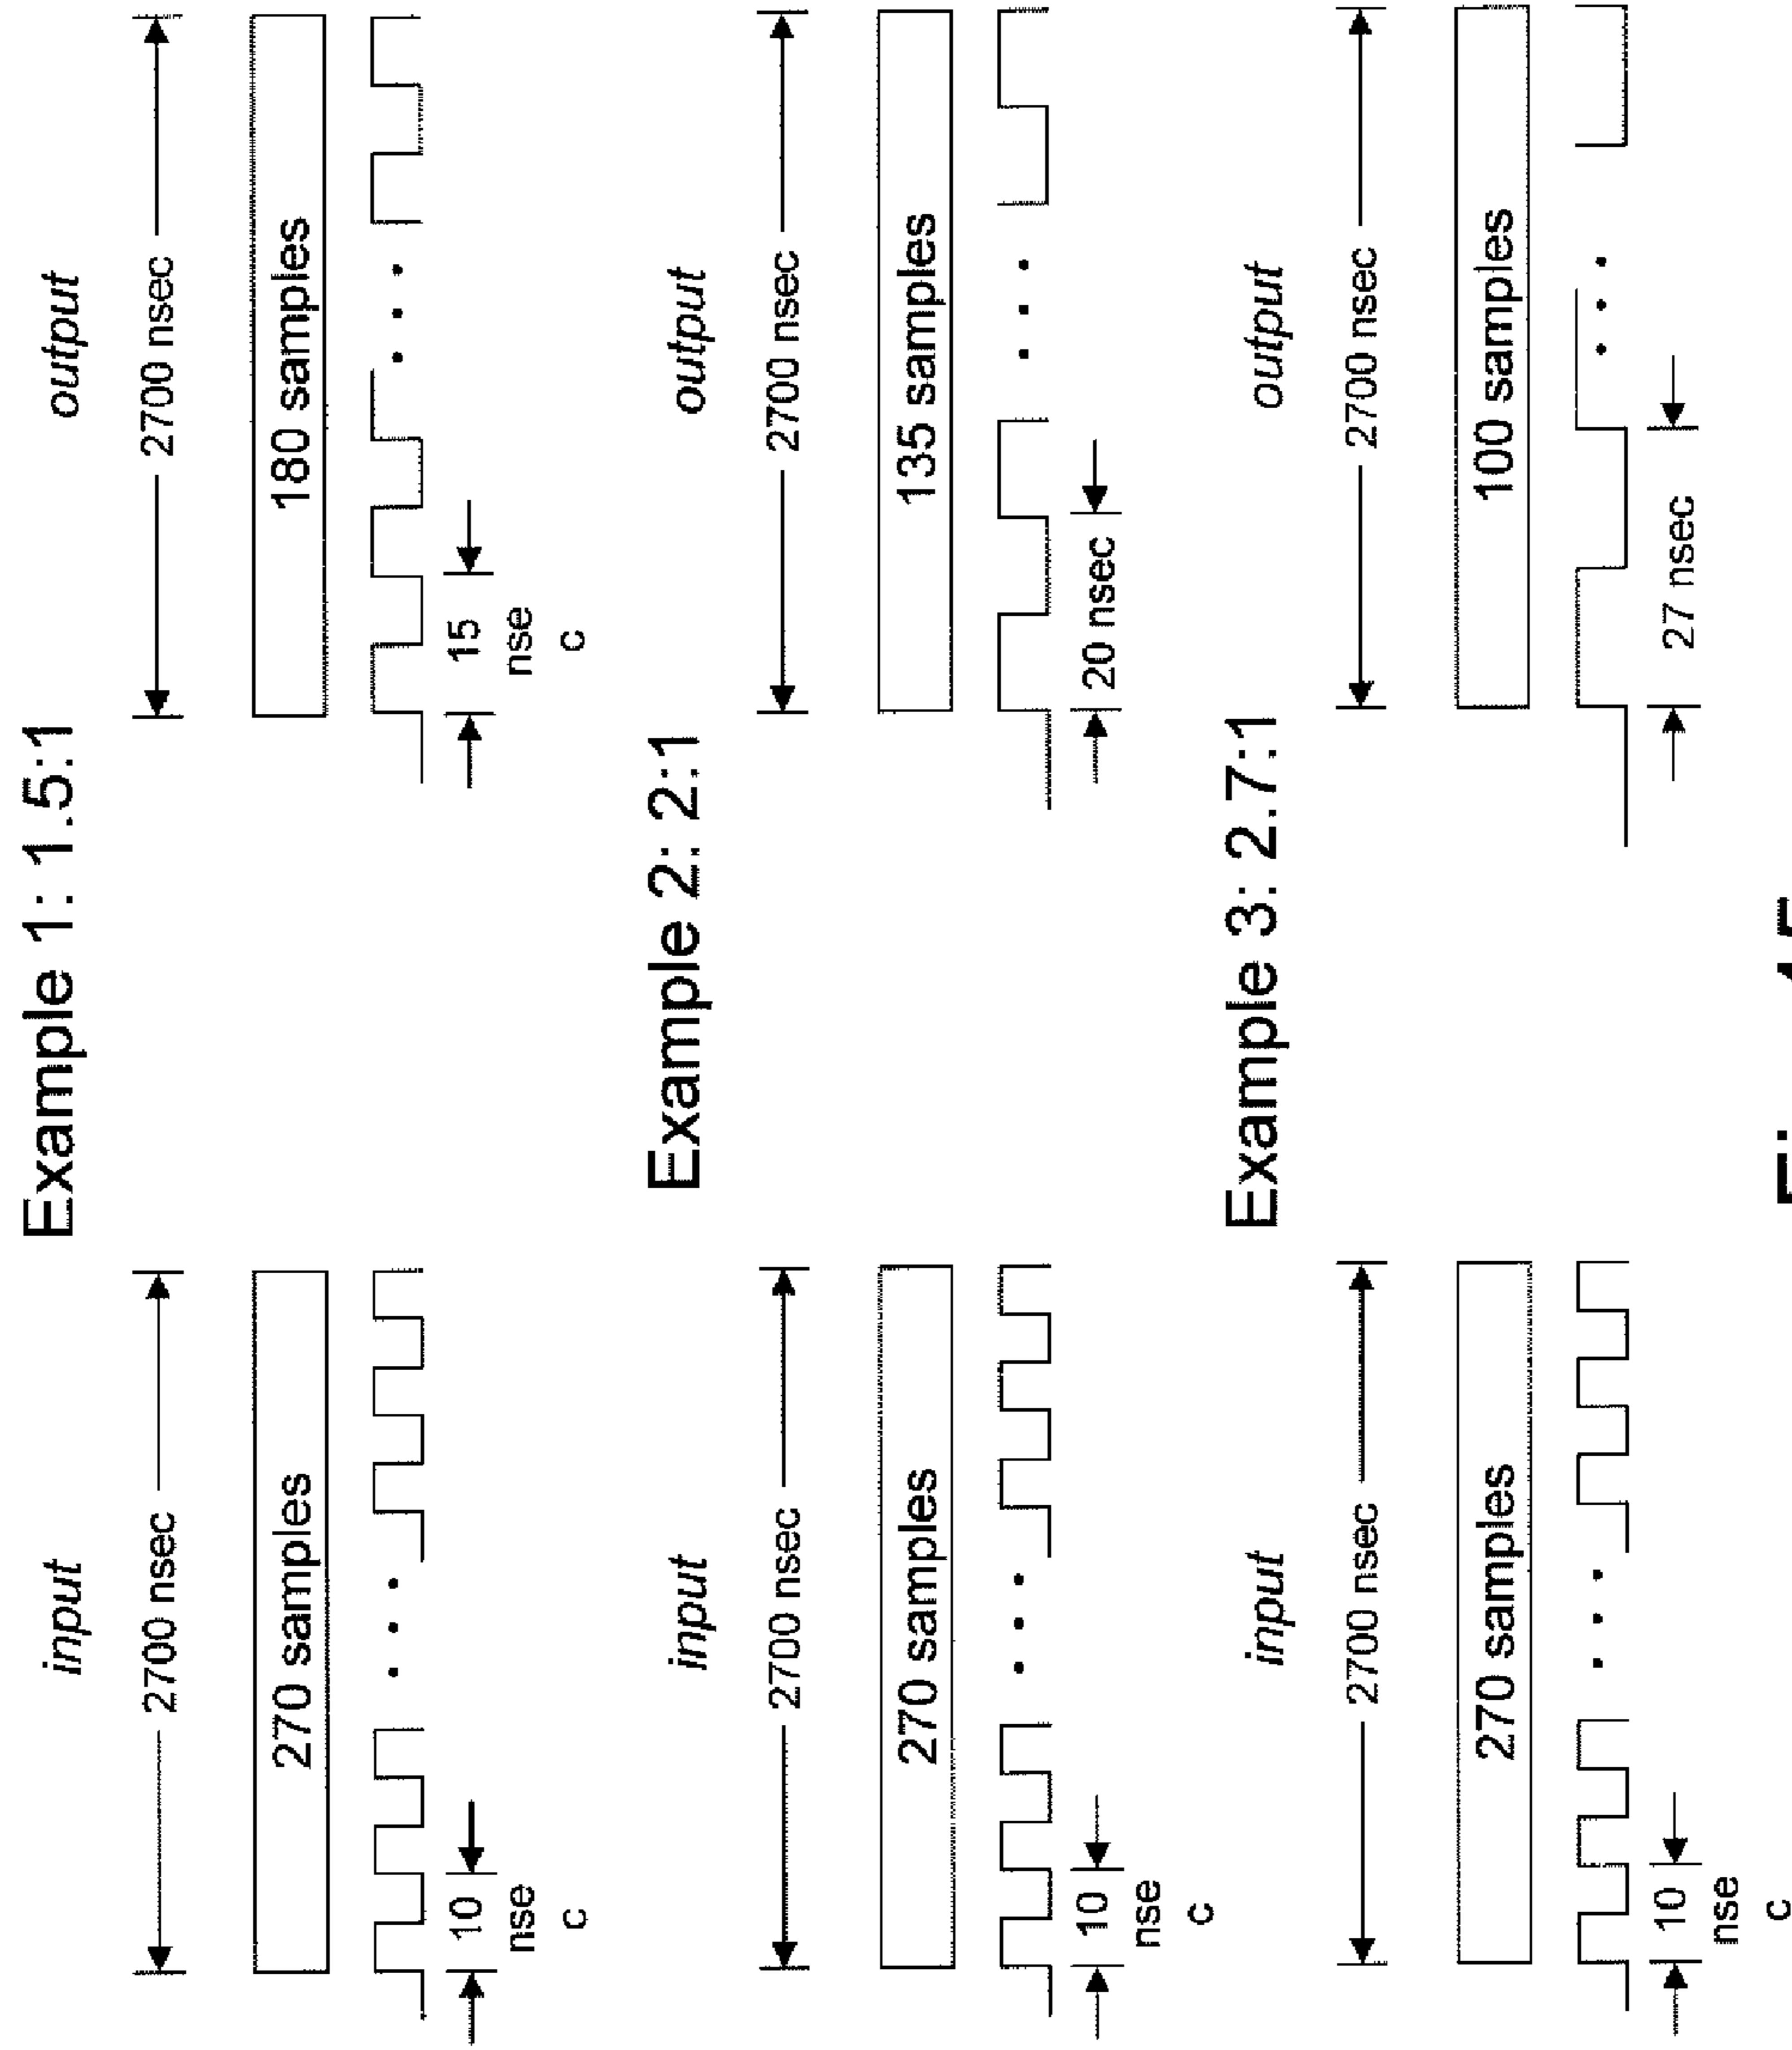 Example 1: 1.5:1
input
output
2700 nsec
2700 nsec
270 samples
180 samples
10
nse
c
15
nse
c
Example 2: 2:1
input
output
2700 nsec
2700 nsec
270 samples
135 samples
10
nse
c
20 nsec
Example 3: 2.7:1
input
output
2700 nsec
2700 nsec
270 samples
100 samples
10
nse
c
27 nsec